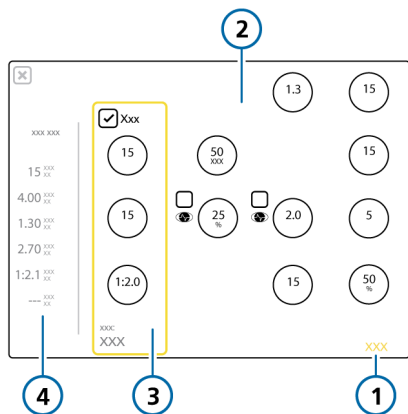 2
1.3
15
Xxx
xxx xxx
15
50
xxx
15
15 xxx xx
4.00 xxx xx
15
25
%
2.0
5
1.30 xxx xx
2.70 xxx xx
1:2.1 xxx xx
1:2.0
15
50
%
--- xxx xx
xxx:
XXX
XXX
4
3
1